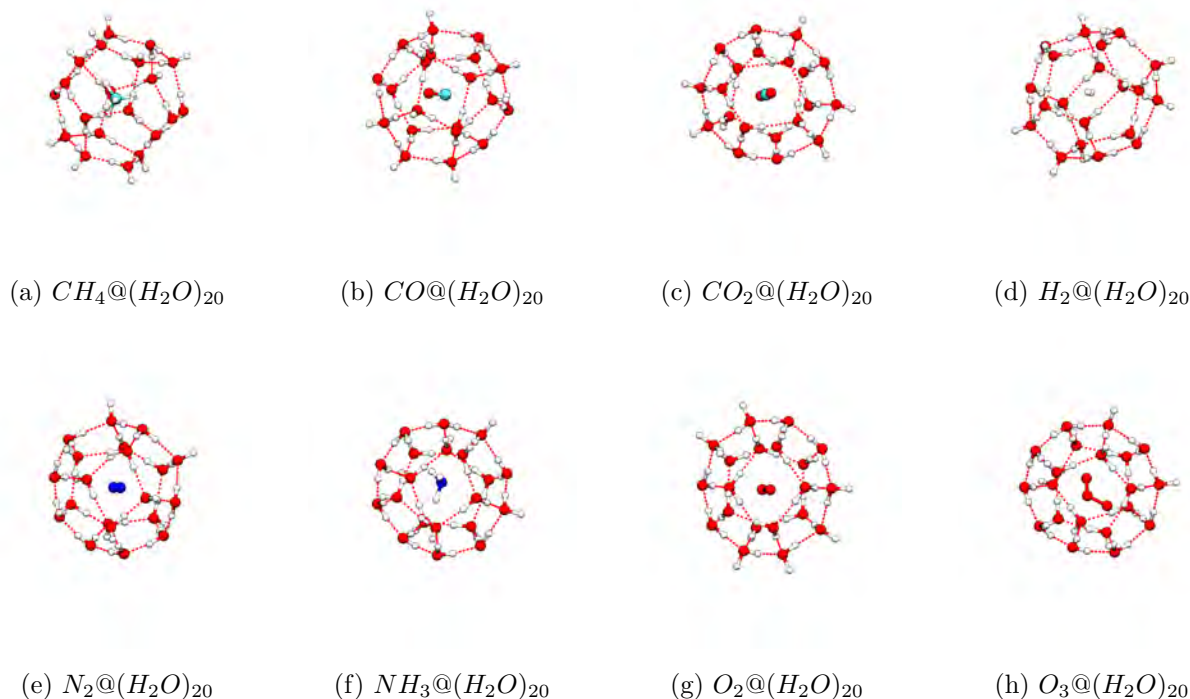 (a) CH₄@(H₂O)₂₀ (b) CO@(H₂O)₂₀ (c) CO₂@(H₂O)₂₀ (d) H₂@(H₂O)₂₀
(e) N₂@(H₂O)₂₀ (f) NH₃@(H₂O)₂₀ (g) O₂@(H₂O)₂₀ (h) O₃@(H₂O)₂₀